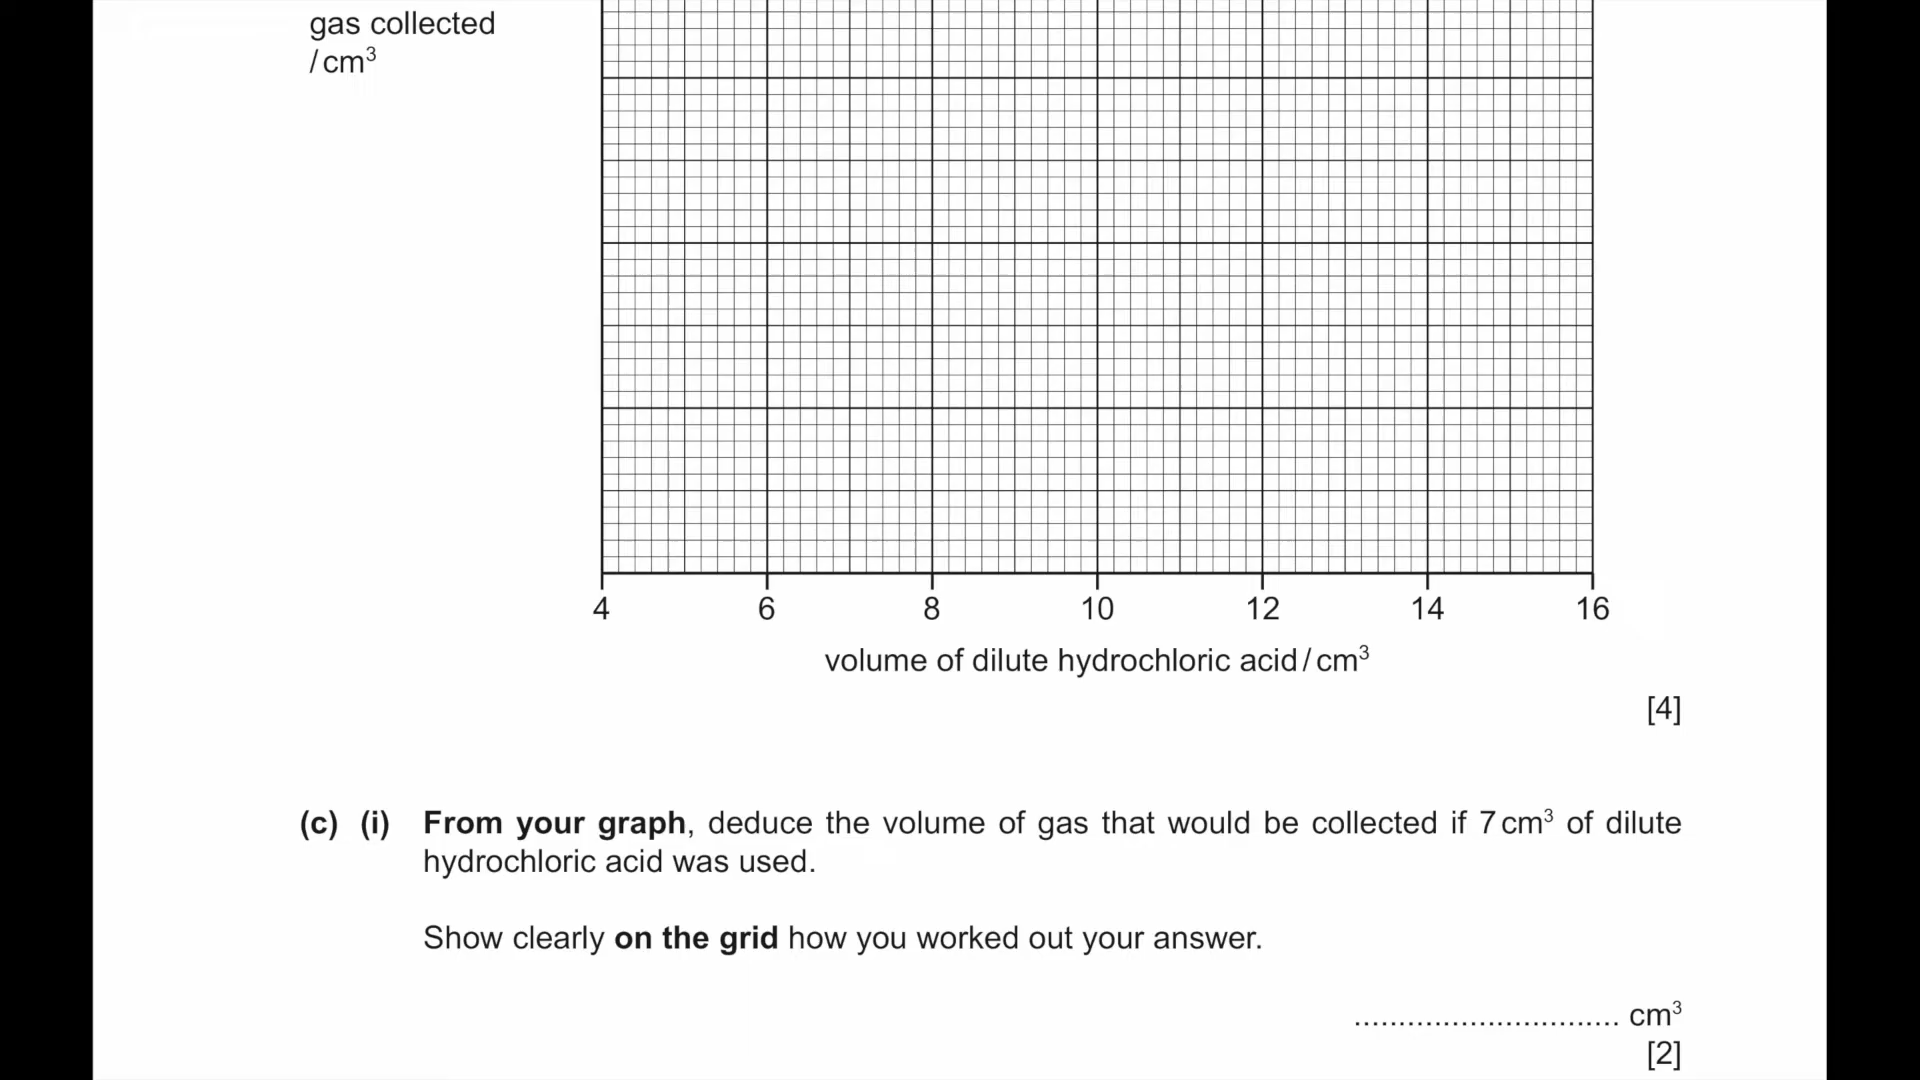 gas collected
/cm³
4 6 8 10 12 14 16
volume of dilute hydrochloric acid/cm³
[4]
(c) (i) From your graph, deduce the volume of gas that would be collected if 7cm³ of dilute
hydrochloric acid was used.
Show clearly on the grid how you worked out your answer.
.............................. cm³
[2]